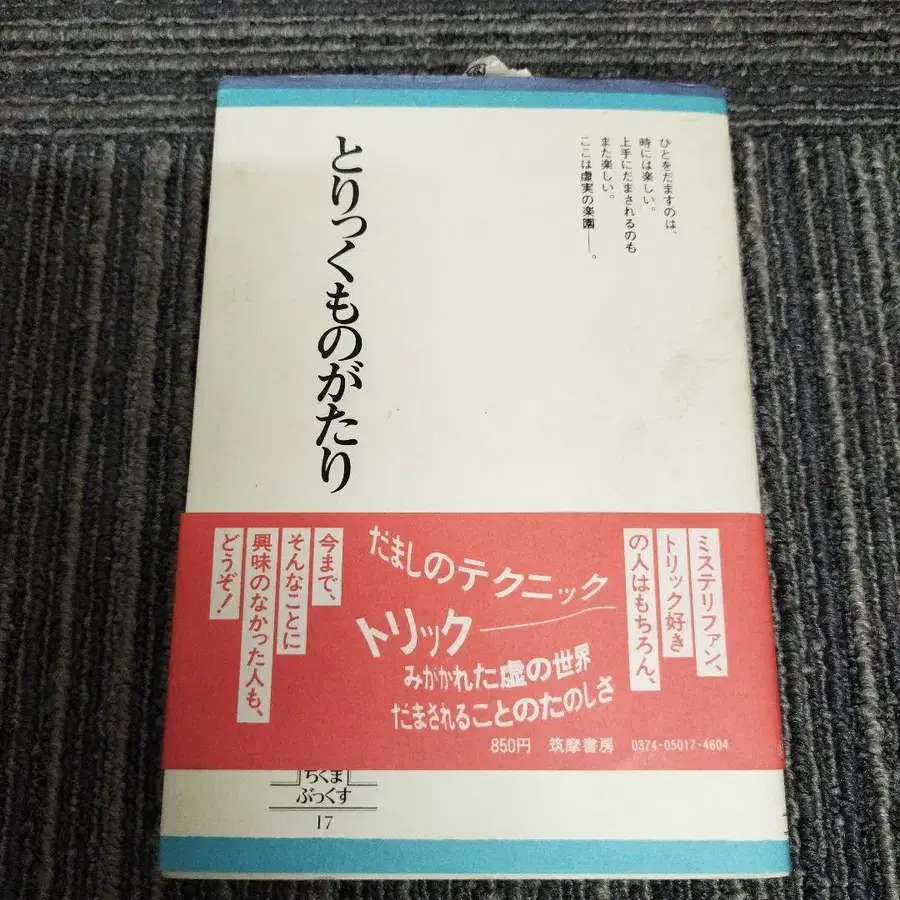 ひとをだますのは、
時には楽しい。
上手にだまされるのも
また楽しい。
ここは虚実の楽園――。
とりっくものがたり
ミステリファン、
トリック好き
の人はもちろん、
だましのテクニック
トリック――
みがかれた虚の世界
だまされることのたのしさ
今まで、
そんなことに
興味のなかった人も、
どうぞ!
850円 筑摩書房 0374-05017-4604
ちくま
ぶっくす
17